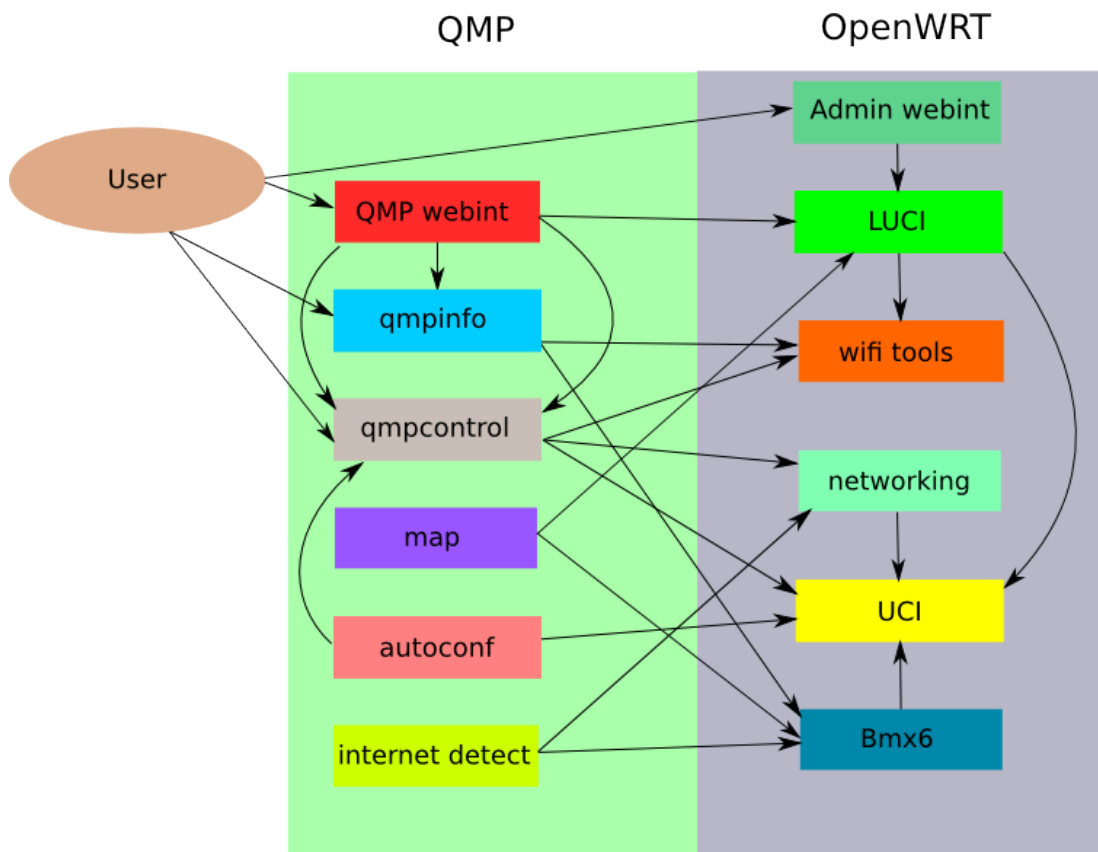 QMP
OpenWRT
User
Admin webint
QMP webint
LUCI
qmpinfo
wifi tools
qmpcontrol
networking
map
UCI
autoconf
Bmx6
internet detect